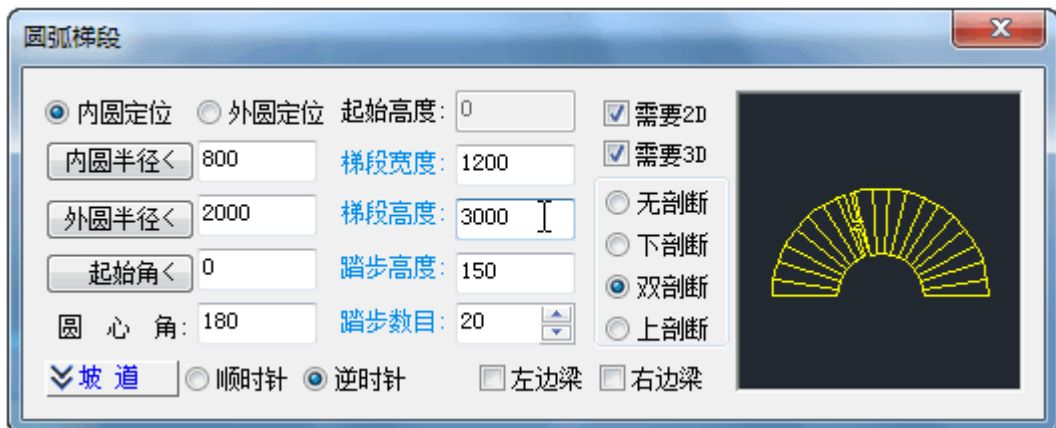 圆弧梯段
内圆定位 外圆定位 起始高度: 0 需要2D
内圆半径< 800 梯段宽度: 1200 需要3D
外圆半径< 2000 梯段高度: 3000 无剖断
下剖断
起始角< 0 踏步高度: 150 双剖断
圆 心 角: 180 踏步数目: 20 上剖断
坡 道 顺时针 逆时针 左边梁 右边梁